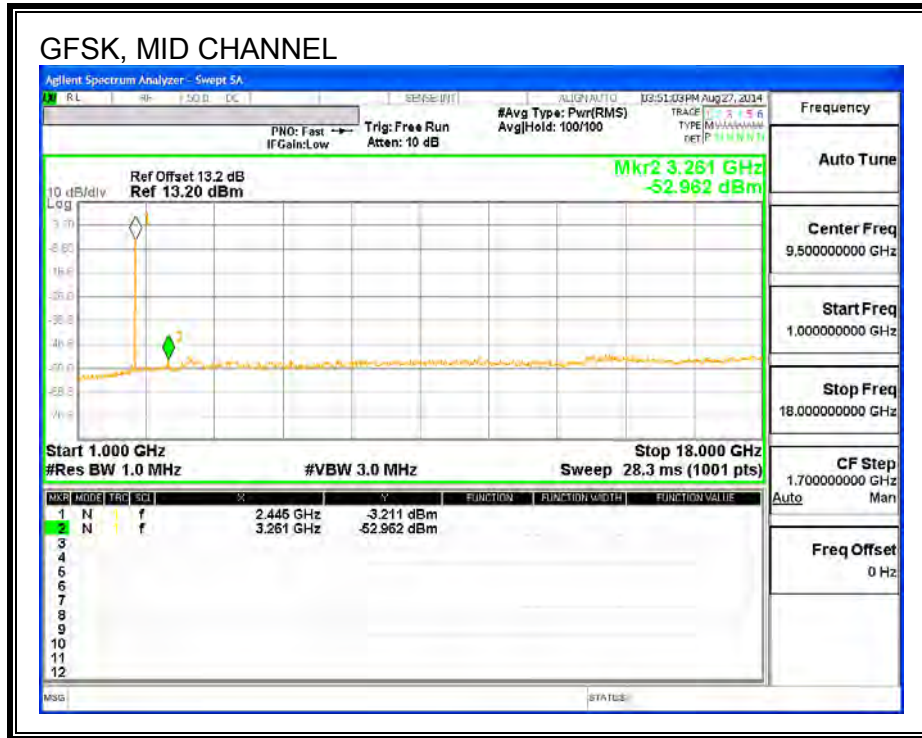 GFSK, MID CHANNEL
Agilent Spectrum Analyzer - Swept SA
RL RF 50 Ω DC SENSE:INT ALIGN AUTO 03:51:03 PM Aug 27, 2014
#Avg Type: Pwr(RMS)
Avg|Hold: 100/100
TRACE
TYPE
DET
PNO: Fast
IFGain:Low
Trig: Free Run
Atten: 10 dB
Mkr2 3.261 GHz
-52.962 dBm
Ref Offset 13.2 dB
10 dB/div Ref 13.20 dBm
Log
1
2
Start 1.000 GHz Stop 18.000 GHz
#Res BW 1.0 MHz #VBW 3.0 MHz Sweep 28.3 ms (1001 pts)
MKR MODE TRC SCL X Y FUNCTION FUNCTION WIDTH FUNCTION VALUE
1 N 1 f 2.445 GHz -3.211 dBm
2 N 1 f 3.261 GHz -52.962 dBm
3
4
5
6
7
8
9
10
11
12
MSG STATUS
Frequency
Auto Tune
Center Freq
9.500000000 GHz
Start Freq
1.000000000 GHz
Stop Freq
18.000000000 GHz
CF Step
1.700000000 GHz
Auto Man
Freq Offset
0 Hz